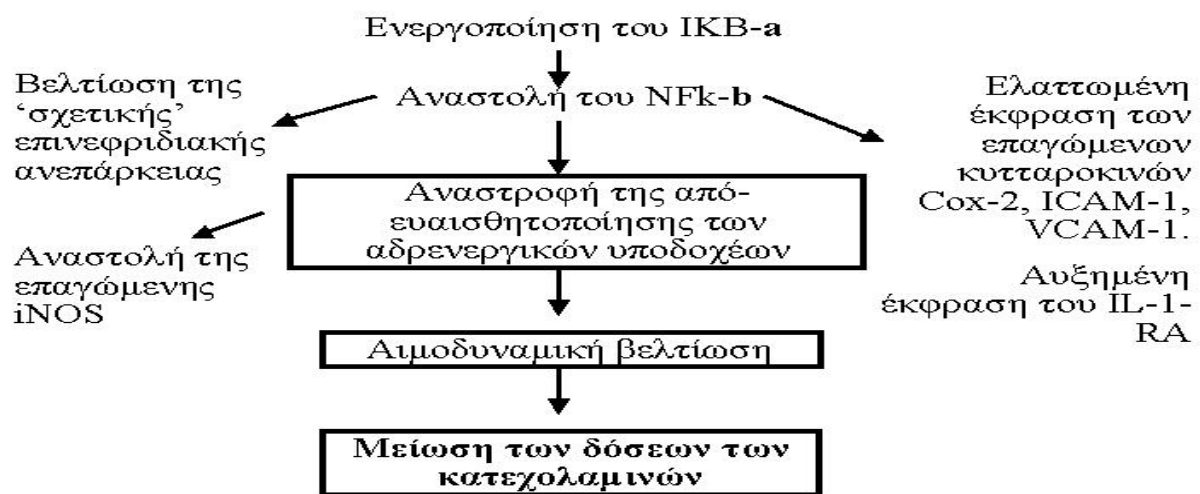 Ενεργοποίηση του IKB-a
Αναστολή του NFk-b
Βελτίωση της
‘σχετικής’
επινεφριδιακής
ανεπάρκειας
Ελαττωμένη
έκφραση των
επαγώμενων
κυτταροκινών
Cox-2, ICAM-1,
VCAM-1.
Αναστροφή της από-
ευαισθητοποίησης των
αδρενεργικών υποδοχέων
Αναστολή της
επαγώμενης
iNOS
Αυξημένη
έκφραση του IL-1-
RA
Αιμοδυναμική βελτίωση
Μείωση των δόσεων των
κατεχολαμινών